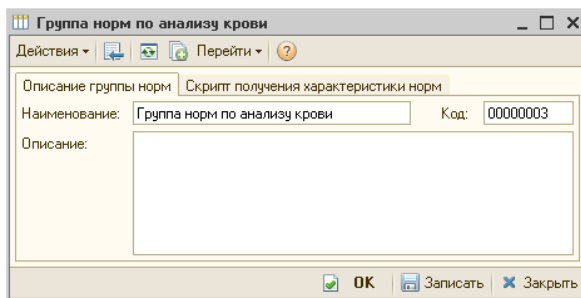 Группа норм по анализу крови
Действия Перейти ?
Описание группы норм Скрипт получения характеристики норм
Наименование: Группа норм по анализу крови Код: 00000003
Описание:
OK Записать Закрыть